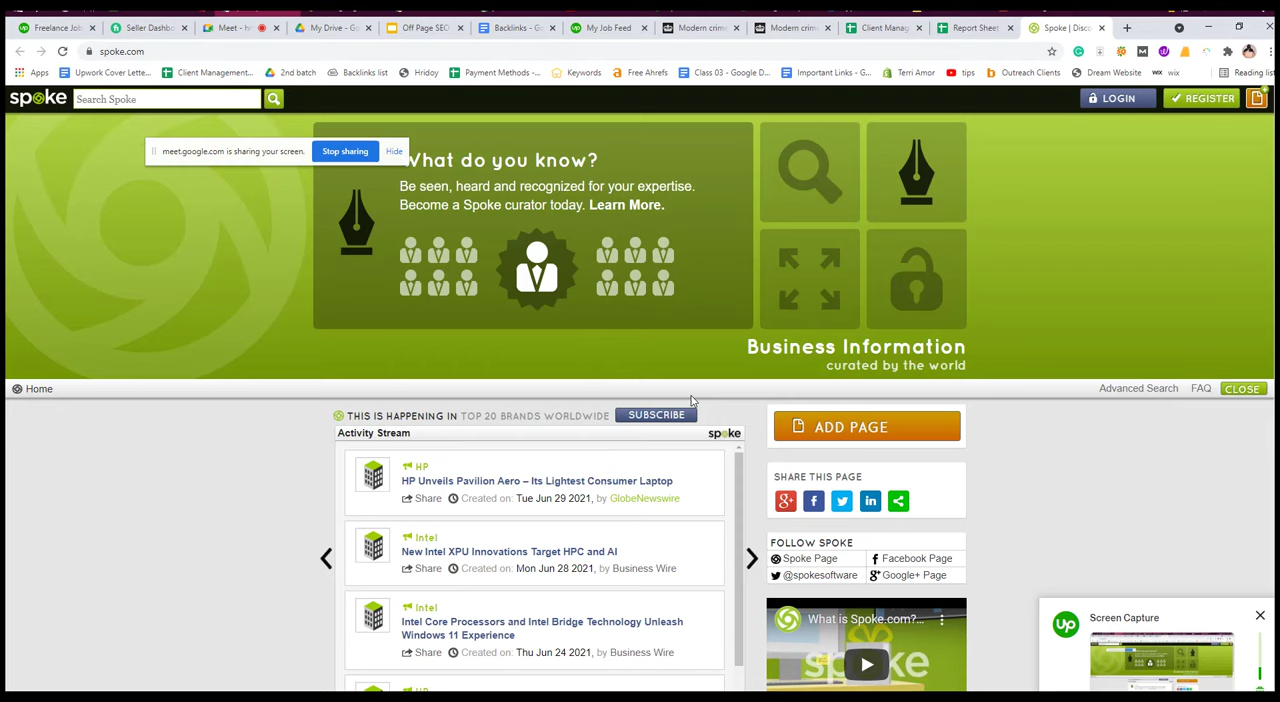 Freelance Job
Seller Dashbo
Meet - h
My Drive - Go
Off Page SEO
Backlinks - Go
My Job Feed
Modern crime
Modern crime
Client Manag
Report Sheet
Spoke | Disco
spoke.com
Apps
Upwork Cover Lette...
Client Management...
2nd batch
Backlinks list
Hridoy
Payment Methods -...
Keywords
Free Ahrefs
Class 03 - Google D...
Important Links - G...
Terri Amor
tips
Outreach Clients
Dream Website
wix
Reading list
spoke
Search Spoke
LOGIN
REGISTER
meet.google.com is sharing your screen.
Stop sharing
Hide
What do you know?
Be seen, heard and recognized for your expertise.
Become a Spoke curator today. Learn More.
Business Information
curated by the world
Home
Advanced Search
FAQ
CLOSE
THIS IS HAPPENING IN TOP 20 BRANDS WORLDWIDE
SUBSCRIBE
Activity Stream
spoke
HP
HP Unveils Pavilion Aero – Its Lightest Consumer Laptop
Share Created on: Tue Jun 29 2021, by GlobeNewswire
Intel
New Intel XPU Innovations Target HPC and AI
Share Created on: Mon Jun 28 2021, by Business Wire
Intel
Intel Core Processors and Intel Bridge Technology Unleash
Windows 11 Experience
Share Created on: Thu Jun 24 2021, by Business Wire
HP
ADD PAGE
SHARE THIS PAGE
FOLLOW SPOKE
Spoke Page
Facebook Page
@spokesoftware
Google+ Page
What is Spoke.com?...
spoke
Up
Screen Capture